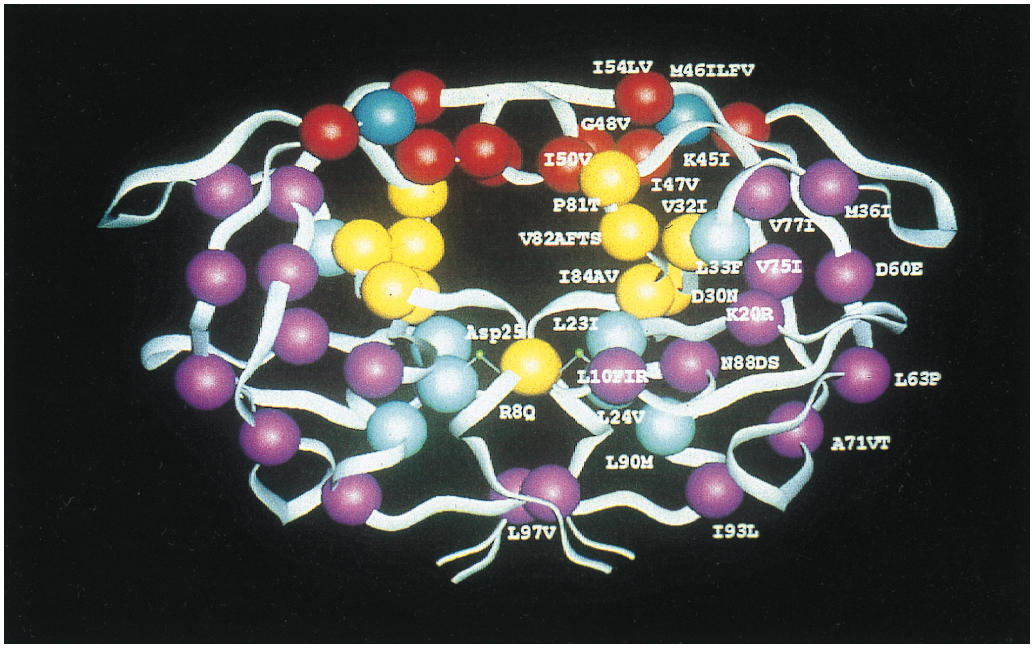 I54LV M46ILFV
G48V
I50V K45I
I47V
P81T V32I
M36I
V77I
V82AFTS
L33F V75I D60E
I84AV
D30N
K20R
L23I
Asp25
N88DS
L10FIR L63P
R8Q L24V
A71VT
L90M
L97V I93L